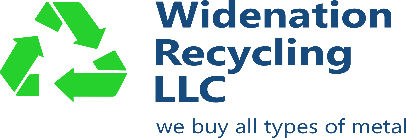 Widenation
Recycling
LLC
we buy all types of metal